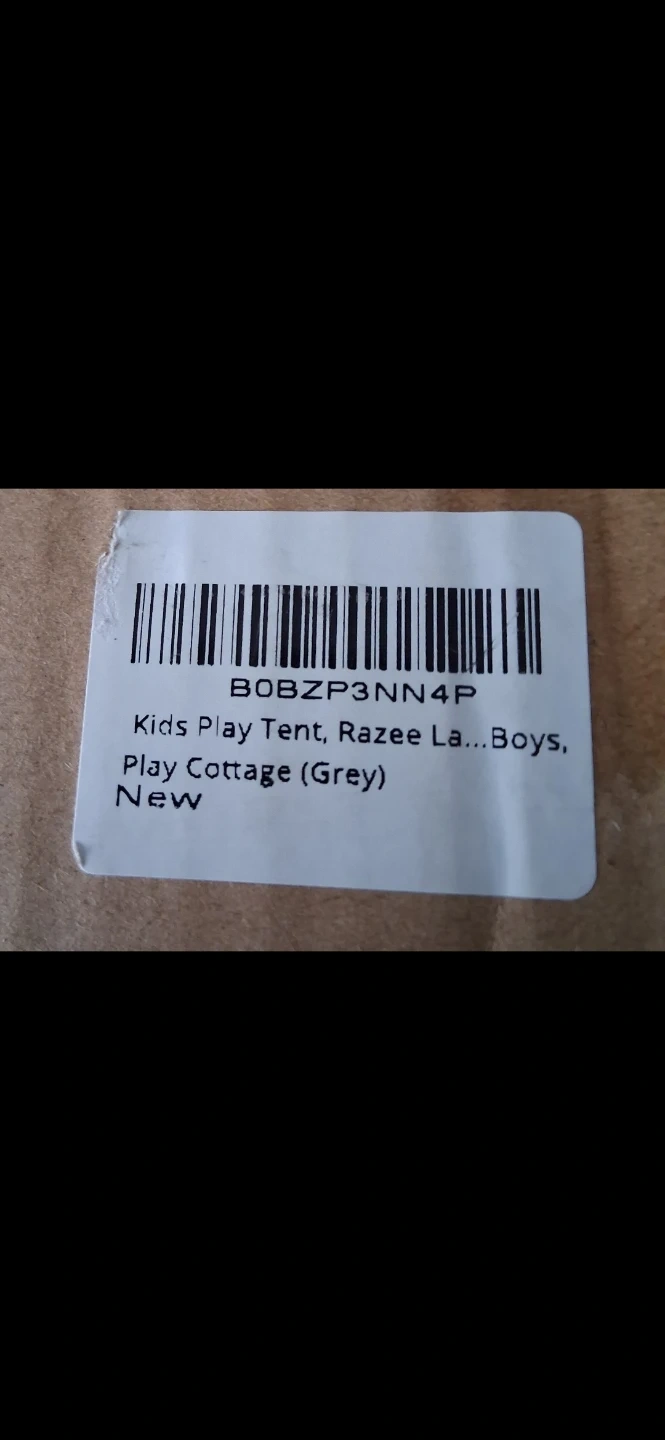 B0BZP3NN4P
Kids Play Tent, Razee La...Boys,
Play Cottage (Grey)
New